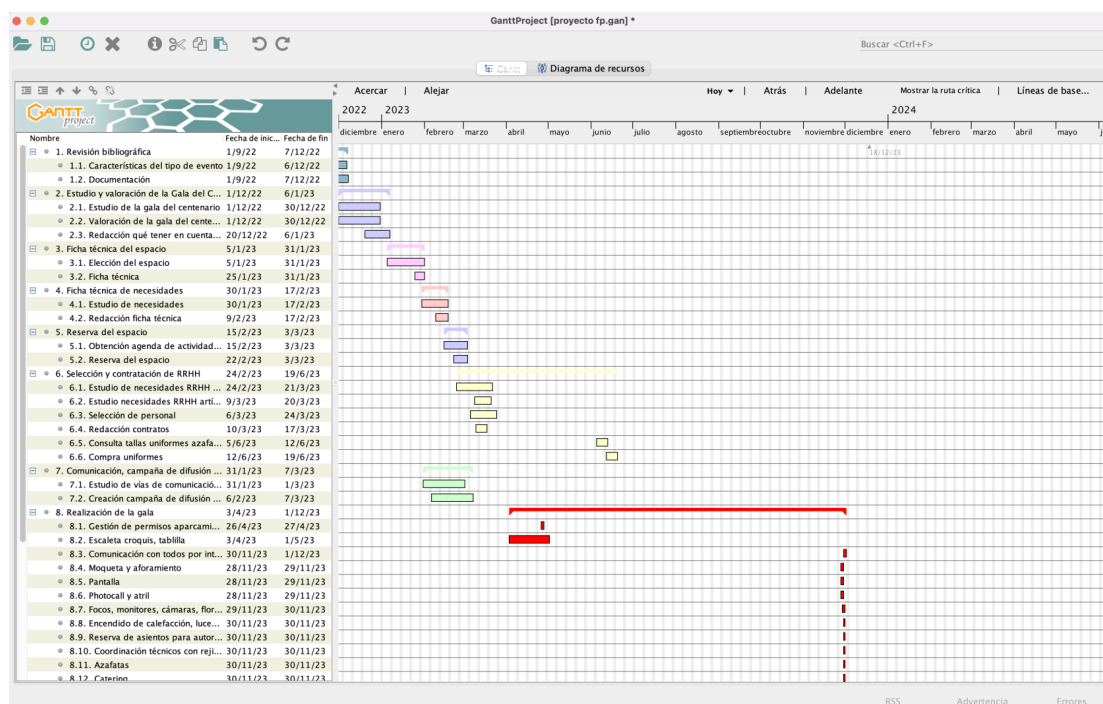 GanttProject [proyecto fp.gan] *
Buscar <Ctrl+F>
Gantt Diagrama de recursos
Acercar | Alejar Hoy | Atrás | Adelante Mostrar la ruta crítica | Líneas de base...
GANTT project
2022 2023 2024
Nombre Fecha de inic... Fecha de fin
diciembre enero febrero marzo abril mayo junio julio agosto septiembre octubre noviembre diciembre enero febrero marzo abril mayo
18/12/23
1. Revisión bibliográfica 1/9/22 7/12/22
1.1. Características del tipo de evento 1/9/22 6/12/22
1.2. Documentación 1/9/22 7/12/22
2. Estudio y valoración de la Gala del C... 1/12/22 6/1/23
2.1. Estudio de la gala del centenario 1/12/22 30/12/22
2.2. Valoración de la gala del cente... 1/12/22 30/12/22
2.3. Redacción qué tener en cuenta... 20/12/22 6/1/23
3. Ficha técnica del espacio 5/1/23 31/1/23
3.1. Elección del espacio 5/1/23 31/1/23
3.2. Ficha técnica 25/1/23 31/1/23
4. Ficha técnica de necesidades 30/1/23 17/2/23
4.1. Estudio de necesidades 30/1/23 17/2/23
4.2. Redacción ficha técnica 9/2/23 17/2/23
5. Reserva del espacio 15/2/23 3/3/23
5.1. Obtención agenda de actividad... 15/2/23 3/3/23
5.2. Reserva del espacio 22/2/23 3/3/23
6. Selección y contratación de RRHH 24/2/23 19/6/23
6.1. Estudio de necesidades RRHH ... 24/2/23 21/3/23
6.2. Estudio necesidades RRHH artí... 9/3/23 20/3/23
6.3. Selección de personal 6/3/23 24/3/23
6.4. Redacción contratos 10/3/23 17/3/23
6.5. Consulta tallas uniformes azafa... 5/6/23 12/6/23
6.6. Compra uniformes 12/6/23 19/6/23
7. Comunicación, campaña de difusión ... 31/1/23 7/3/23
7.1. Estudio de vías de comunicació... 31/1/23 1/3/23
7.2. Creación campaña de difusión ... 6/2/23 7/3/23
8. Realización de la gala 3/4/23 1/12/23
8.1. Gestión de permisos aparcami... 26/4/23 27/4/23
8.2. Escaleta croquis, tablilla 3/4/23 1/5/23
8.3. Comunicación con todos por int... 30/11/23 1/12/23
8.4. Moqueta y aforamiento 28/11/23 29/11/23
8.5. Pantalla 28/11/23 29/11/23
8.6. Photocall y atril 28/11/23 29/11/23
8.7. Focos, monitores, cámaras, flor... 29/11/23 30/11/23
8.8. Encendido de calefacción, luce... 30/11/23 30/11/23
8.9. Reserva de asientos para autor... 30/11/23 30/11/23
8.10. Coordinación técnicos con reji... 30/11/23 30/11/23
8.11. Azafatas 30/11/23 30/11/23
8.12. Catering 30/11/23 30/11/23
RSS Advertencia Errores